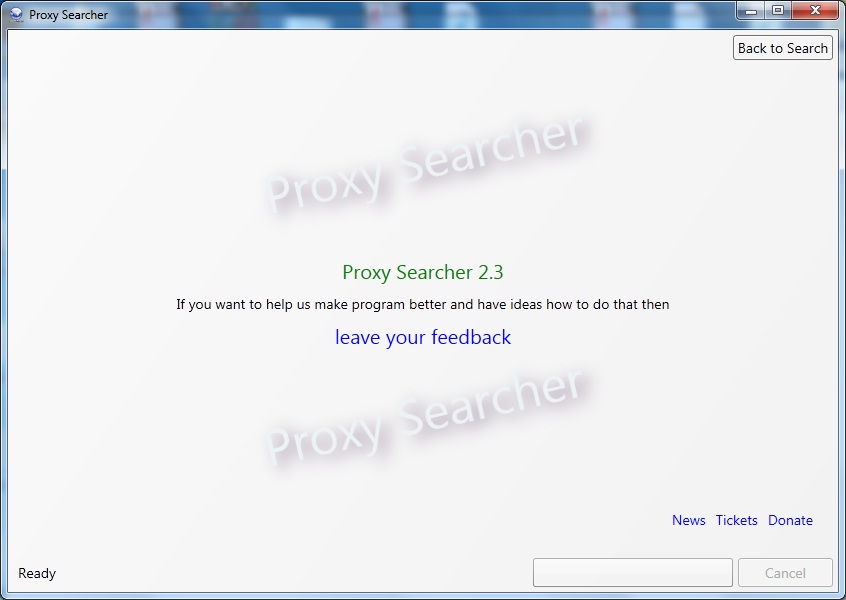 Proxy Searcher
Back to Search
Proxy Searcher
Proxy Searcher 2.3
If you want to help us make program better and have ideas how to do that then
leave your feedback
Proxy Searcher
News Tickets Donate
Ready
Cancel